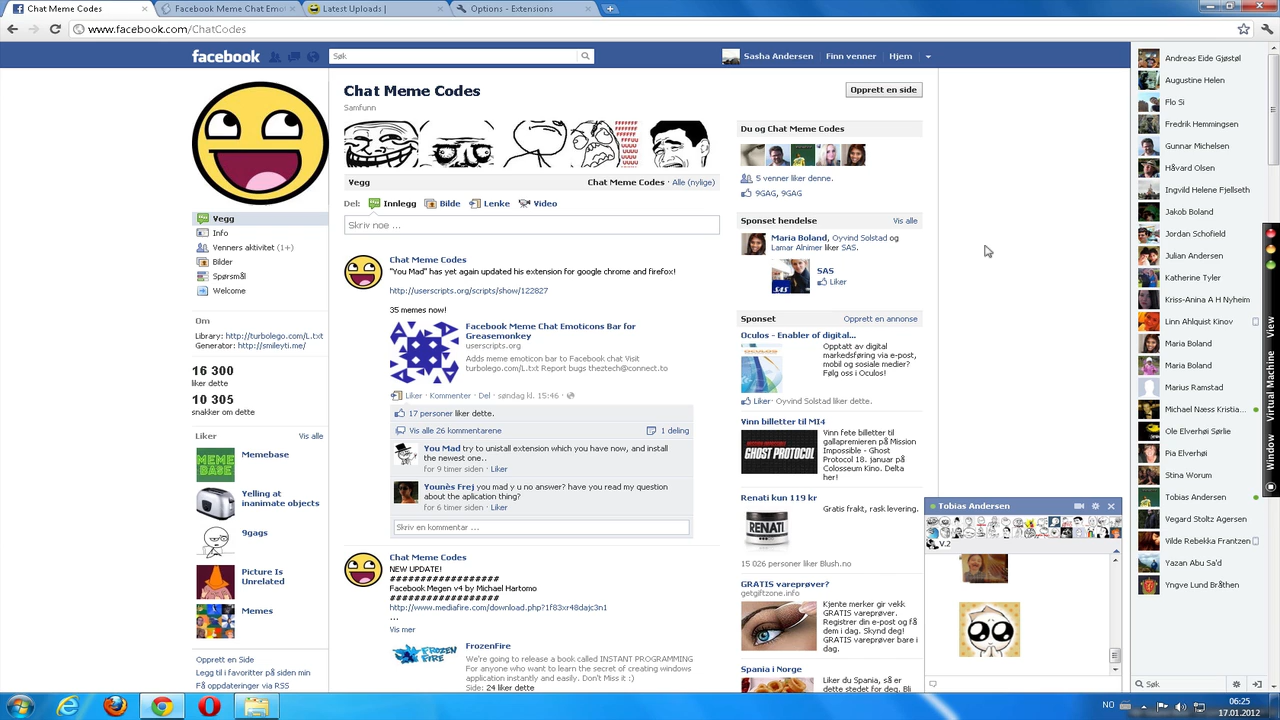 Chat Meme Codes
Facebook Meme Chat Emot
Latest Uploads |
Options - Extensions
www.facebook.com/ChatCodes
facebook
Søk
Sasha Andersen
Finn venner
Hjem
Chat Meme Codes
Samfunn
Opprett en side
Vegg
Chat Meme Codes · Alle (nylige)
Del: Innlegg Bilde Lenke Video
Skriv noe ...
Vegg
Info
Venners aktivitet (1+)
Bilder
Spørsmål
Welcome
Om
Library: http://turbolego.com/L.txt
Generator: http://smileyti.me/
16 300
liker dette
10 305
snakker om dette
Liker
Vis alle
MEME BASE
Memebase
Yelling at
inanimate objects
9gags
Picture Is
Unrelated
Memes
Opprett en Side
Legg til i favoritter på siden min
Få oppdateringer via RSS
Chat Meme Codes
"You Mad" has yet again updated his extension for google chrome and firefox!
http://userscripts.org/scripts/show/122827
35 memes now!
Facebook Meme Chat Emoticons Bar for
Greasemonkey
userscripts.org
Adds meme emoticon bar to Facebook chat Visit
turbolego.com/L.txt Report bugs theztech@connect.to
Liker · Kommenter · Del · søndag kl. 15:46 ·
17 personer liker dette.
Vis alle 26 kommentarene
1 deling
You Mad try to unistall extension which you have now, and install
the newest one..
for 9 timer siden · Liker
Younès Frej you mad y u no answer? have you read my question
about the aplication thing?
for 6 timer siden · Liker
Skriv en kommentar ...
Chat Meme Codes
NEW UPDATE!
##################
Facebook Megen v4 by Michael Hartomo
##################
http://www.mediafire.com/download.php?1f83xr48dajc3n1
...
Vis mer
FROZEN FIRE
FrozenFire
We're going to release a book called INSTANT PROGRAMMING
For anyone who want to learn the secret of creating windows
application instantly and easily. Don't Miss it :)
Side: 24 liker dette
Du og Chat Meme Codes
5 venner liker denne.
9GAG, 9GAG
Sponset hendelse
Vis alle
Maria Boland, Oyvind Solstad og
Lamar Alnimer liker SAS.
SAS
SAS
Liker
Sponset
Opprett en annonse
Oculos - Enabler of digital...
Opptatt av digital
markedsføring via e-post,
mobil og sosiale medier?
Følg oss i Oculos!
Liker · Oyvind Solstad liker dette.
Vinn billetter til MI4
GHOST PROTOCOL
Vinn fete billetter til
gallapremieren på Mission
Impossible - Ghost
Protocol 18. januar på
Colosseum Kino. Delta
her!
Renati kun 119 kr
RENATI
Gratis frakt, rask levering.
15 026 personer liker Blush.no
GRATIS vareprøver?
getgiftzone.info
Kjente merker gir vekk
GRATIS vareprøver.
Registrer din e-post og få
dem i dag. Skynd deg!
GRATIS vareprøver bare i
dag.
Spania i Norge
Liker du Spania, så er
dette stedet for deg. Bli
Tobias Andersen
V.2
Andreas Eide Gjøstøl
Augustine Helen
Flo Si
Fredrik Hemmingsen
Gunnar Michelsen
Håvard Olsen
Ingvild Helene Fjellseth
Jakob Boland
Jordan Schofield
Julian Andersen
Katherine Tyler
Kriss-Anina A H Nyheim
Linn Ahlquist Kinov
Maria Boland
Maria Boland
Marius Ramstad
Michael Næss Kristia...
Ole Elverhøi Sørlie
Pia Elverhøi
Stina Worum
Tobias Andersen
Vegard Stoltz Agersen
Vilde Rebekka Frantzen
Yazan Abu Sa'd
Yngve Lund Bråthen
Søk
Window Virtual Machine View
NO
06:25
17.01.2012